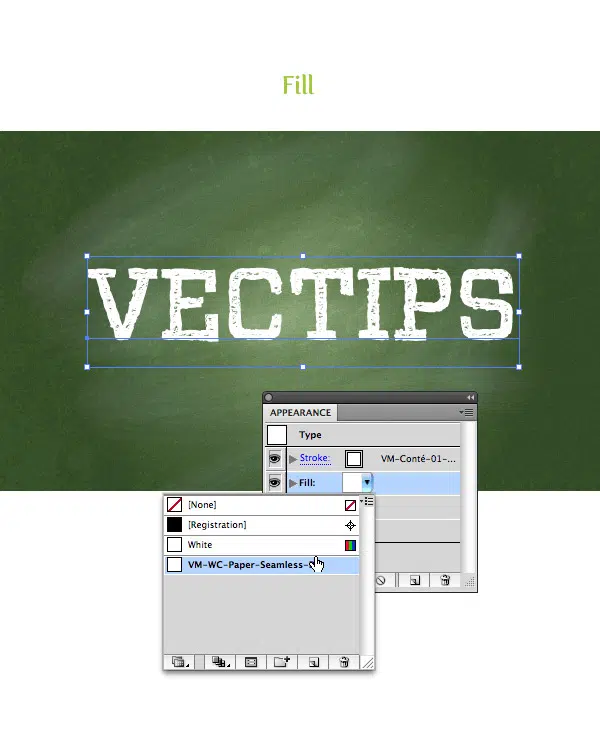 Fill
VECTIPS
APPEARANCE
Type
Stroke: VM-Conté-01-...
Fill:
[None]
[Registration]
White
VM-WC-Paper-Seamless-